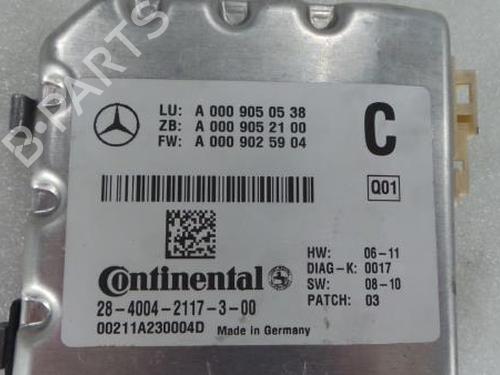 LU: A 000 905 05 38
ZB: A 000 905 21 00
FW: A 000 902 59 04
C
Q01
Continental
28-4004-2117-3-00
00211A230004D Made in Germany
HW: 06-11
DIAG-K: 0017
SW: 08-10
PATCH: 03